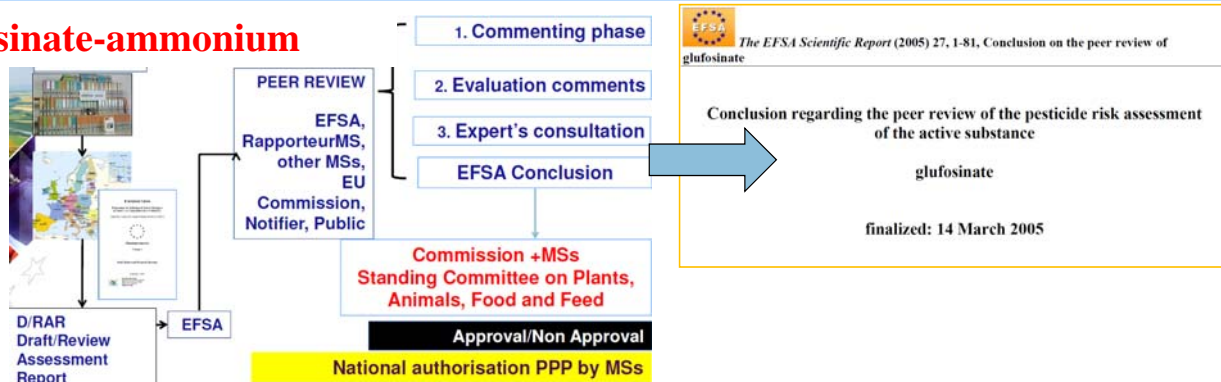 sinate-ammonium
PEER REVIEW
EFSA,
RapporteurMS,
other MSs,
EU
Commission,
Notifier, Public
1. Commenting phase
2. Evaluation comments
3. Expert's consultation
EFSA Conclusion
Commission +MSs
Standing Committee on Plants,
Animals, Food and Feed
Approval/Non Approval
National authorisation PPP by MSs
D/RAR
Draft/Review
Assessment
Report
EFSA
EFSA
The EFSA Scientific Report (2005) 27, 1-81, Conclusion on the peer review of
glufosinate
Conclusion regarding the peer review of the pesticide risk assessment
of the active substance
glufosinate
finalized: 14 March 2005